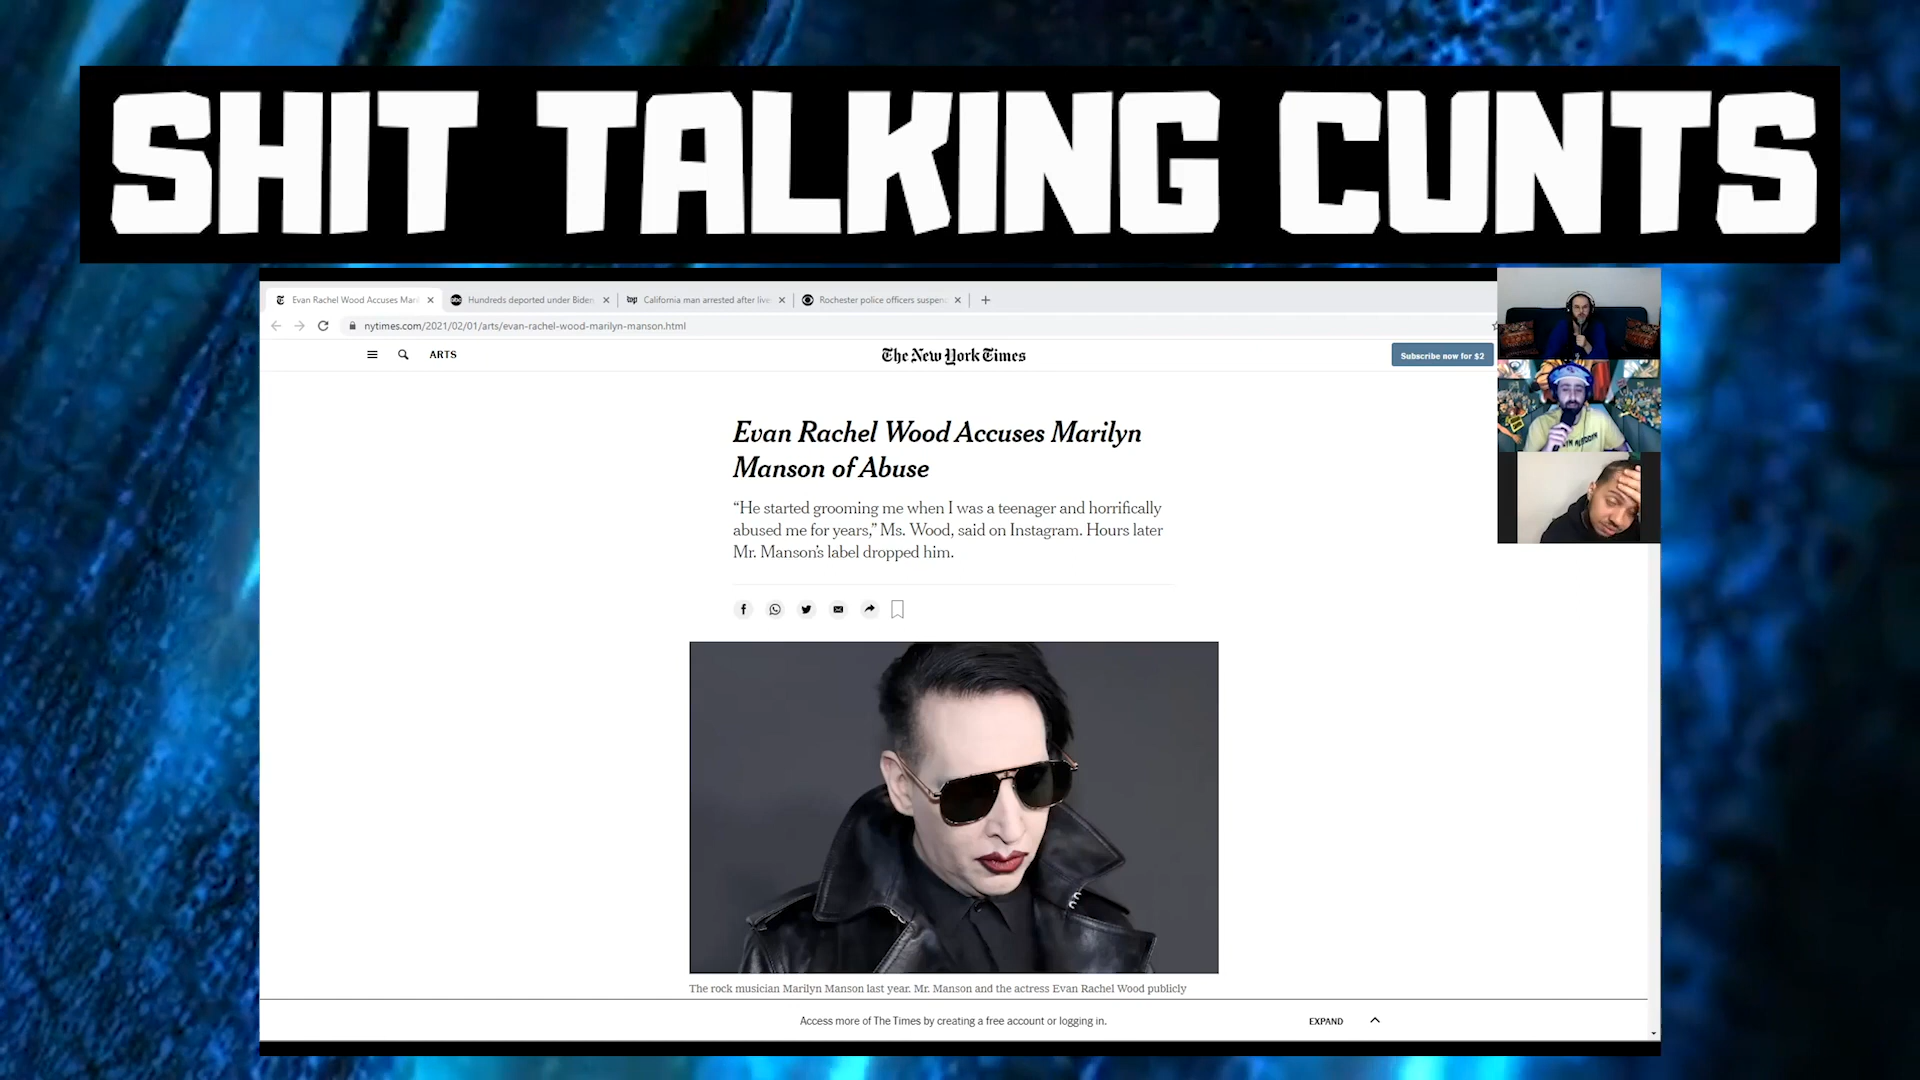 SHIT TALKING CUNTS
Evan Rachel Wood Accuses Mari
Hundreds deported under Biden,
California man arrested after live
Rochester police officers suspen
nytimes.com/2021/02/01/arts/evan-rachel-wood-marilyn-manson.html
ARTS
The New York Times
Subscribe now for $2
Evan Rachel Wood Accuses Marilyn
Manson of Abuse
“He started grooming me when I was a teenager and horrifically
abused me for years,” Ms. Wood, said on Instagram. Hours later
Mr. Manson’s label dropped him.
The rock musician Marilyn Manson last year. Mr. Manson and the actress Evan Rachel Wood publicly
Access more of The Times by creating a free account or logging in.
EXPAND